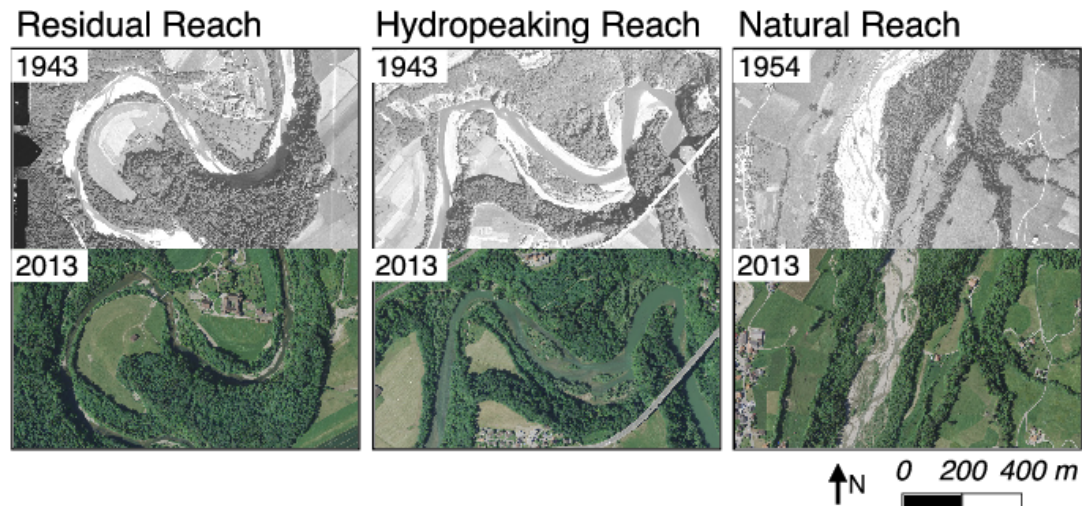 Residual Reach
Hydropeaking Reach
Natural Reach
1943
1943
1954
2013
2013
2013
N
0 200 400 m